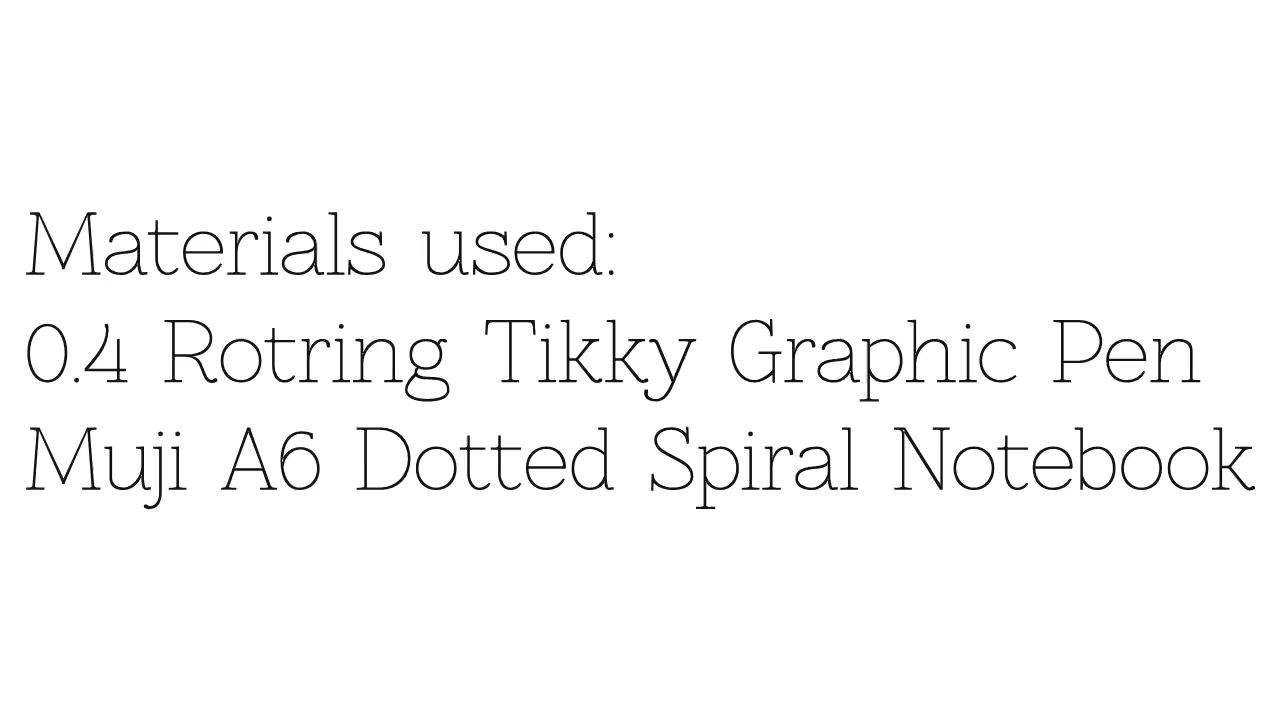 Materials used:
0.4 Rotring Tikky Graphic Pen
Muji A6 Dotted Spiral Notebook